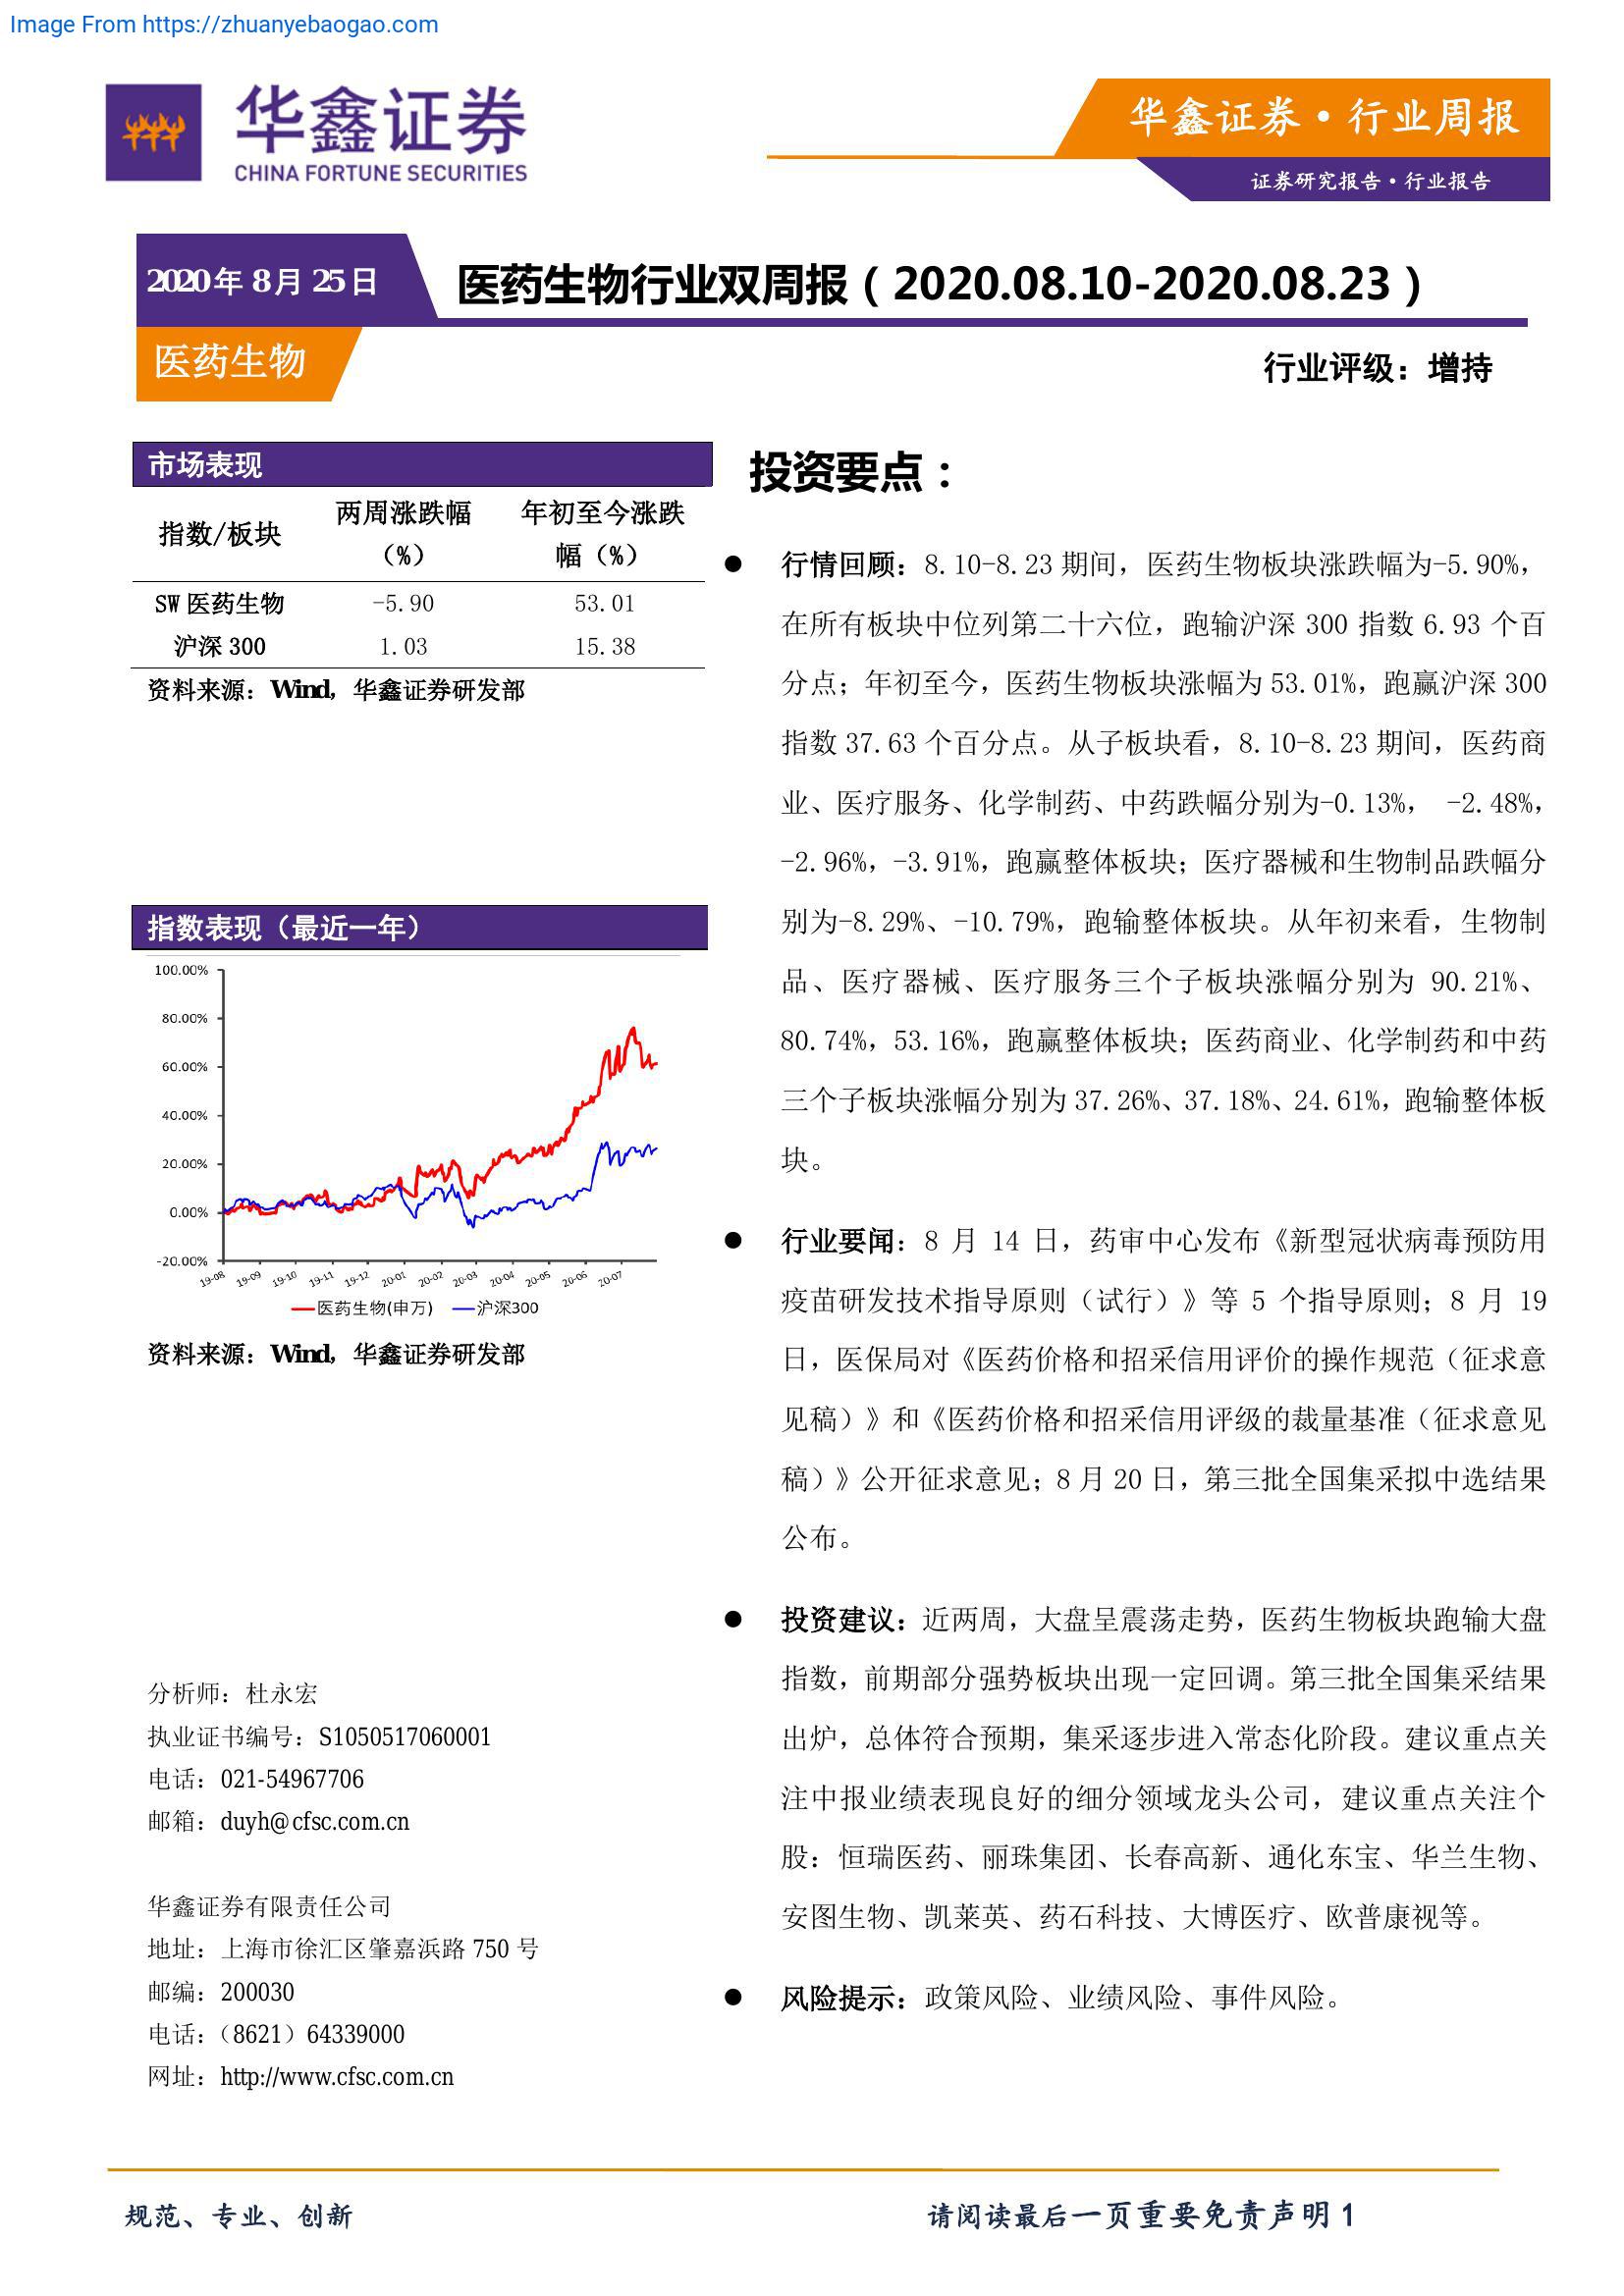 Image From https://zhuanyebaogao.com
华鑫证券
CHINA FORTUNE SECURITIES
华鑫证券·行业周报
证券研究报告·行业报告
2020年8月25日
医药生物行业双周报（2020.08.10-2020.08.23）
医药生物
行业评级：增持
市场表现
指数/板块 两周涨跌幅（%） 年初至今涨跌幅（%）
SW 医药生物 -5.90 53.01
沪深 300 1.03 15.38
资料来源：Wind，华鑫证券研发部
指数表现（最近一年）
100.00%
80.00%
60.00%
40.00%
20.00%
0.00%
-20.00%
19-08 19-09 19-10 19-11 19-12 20-01 20-02 20-03 20-04 20-05 20-06 20-07
医药生物(申万) 沪深300
资料来源：Wind，华鑫证券研发部
分析师：杜永宏
执业证书编号：S1050517060001
电话：021-54967706
邮箱：duyh@cfsc.com.cn
华鑫证券有限责任公司
地址：上海市徐汇区肇嘉浜路 750 号
邮编：200030
电话：（8621）64339000
网址：http://www.cfsc.com.cn
投资要点：
● 行情回顾：8.10-8.23 期间，医药生物板块涨跌幅为-5.90%，
在所有板块中位列第二十六位，跑输沪深 300 指数 6.93 个百
分点；年初至今，医药生物板块涨幅为 53.01%，跑赢沪深 300
指数 37.63 个百分点。从子板块看，8.10-8.23 期间，医药商
业、医疗服务、化学制药、中药跌幅分别为-0.13%， -2.48%，
-2.96%，-3.91%，跑赢整体板块；医疗器械和生物制品跌幅分
别为-8.29%、-10.79%，跑输整体板块。从年初来看，生物制
品、医疗器械、医疗服务三个子板块涨幅分别为 90.21%、
80.74%，53.16%，跑赢整体板块；医药商业、化学制药和中药
三个子板块涨幅分别为 37.26%、37.18%、24.61%，跑输整体板
块。
● 行业要闻：8 月 14 日，药审中心发布《新型冠状病毒预防用
疫苗研发技术指导原则（试行）》等 5 个指导原则；8 月 19
日，医保局对《医药价格和招采信用评价的操作规范（征求意
见稿）》和《医药价格和招采信用评级的裁量基准（征求意见
稿）》公开征求意见；8 月 20 日，第三批全国集采拟中选结果
公布。
● 投资建议：近两周，大盘呈震荡走势，医药生物板块跑输大盘
指数，前期部分强势板块出现一定回调。第三批全国集采结果
出炉，总体符合预期，集采逐步进入常态化阶段。建议重点关
注中报业绩表现良好的细分领域龙头公司，建议重点关注个
股：恒瑞医药、丽珠集团、长春高新、通化东宝、华兰生物、
安图生物、凯莱英、药石科技、大博医疗、欧普康视等。
● 风险提示：政策风险、业绩风险、事件风险。
规范、专业、创新
请阅读最后一页重要免责声明 1